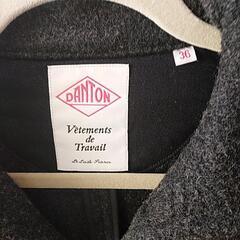 DANTON
36
Vêtements
de
Travail